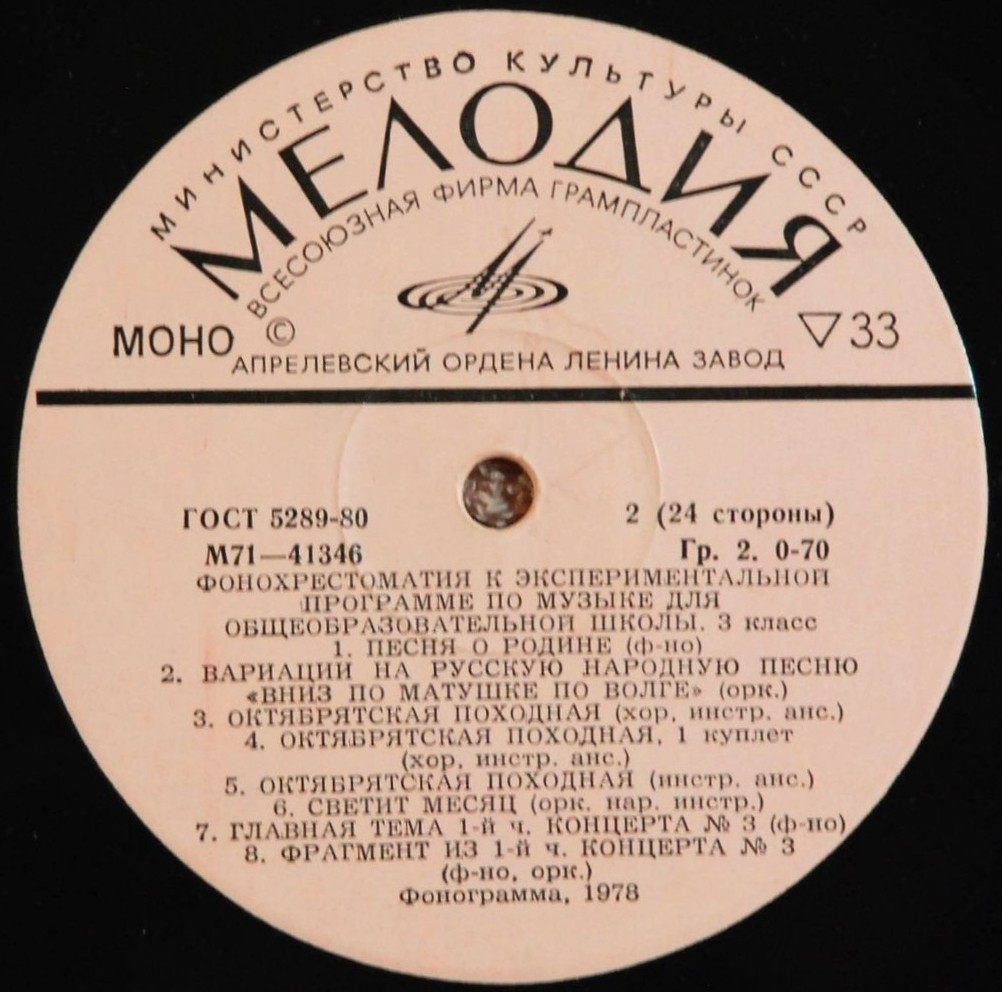 МИНИСТЕРСТВО КУЛЬТУРЫ СССР
МЕЛОДИЯ
ВСЕСОЮЗНАЯ ФИРМА ГРАМПЛАСТИНОК
МОНО © ▽ 33
АПРЕЛЕВСКИЙ ОРДЕНА ЛЕНИНА ЗАВОД
ГОСТ 5289-80 2 (24 стороны)
М71—41346 Гр. 2. 0-70
ФОНОХРЕСТОМАТИЯ К ЭКСПЕРИМЕНТАЛЬНОЙ
ПРОГРАММЕ ПО МУЗЫКЕ ДЛЯ
ОБЩЕОБРАЗОВАТЕЛЬНОЙ ШКОЛЫ. 3 класс
1. ПЕСНЯ О РОДИНЕ (ф-но)
2. ВАРИАЦИИ НА РУССКУЮ НАРОДНУЮ ПЕСНЮ
«ВНИЗ ПО МАТУШКЕ ПО ВОЛГЕ» (орк.)
3. ОКТЯБРЯТСКАЯ ПОХОДНАЯ (хор, инстр. анс.)
4. ОКТЯБРЯТСКАЯ ПОХОДНАЯ, 1 куплет
(хор, инстр. анс.)
5. ОКТЯБРЯТСКАЯ ПОХОДНАЯ (инстр. анс.)
6. СВЕТИТ МЕСЯЦ (орк. нар. инстр.)
7. ГЛАВНАЯ ТЕМА 1-й ч. КОНЦЕРТА № 3 (ф-но)
8. ФРАГМЕНТ ИЗ 1-й ч. КОНЦЕРТА № 3
(ф-но, орк.)
Фонограмма, 1978